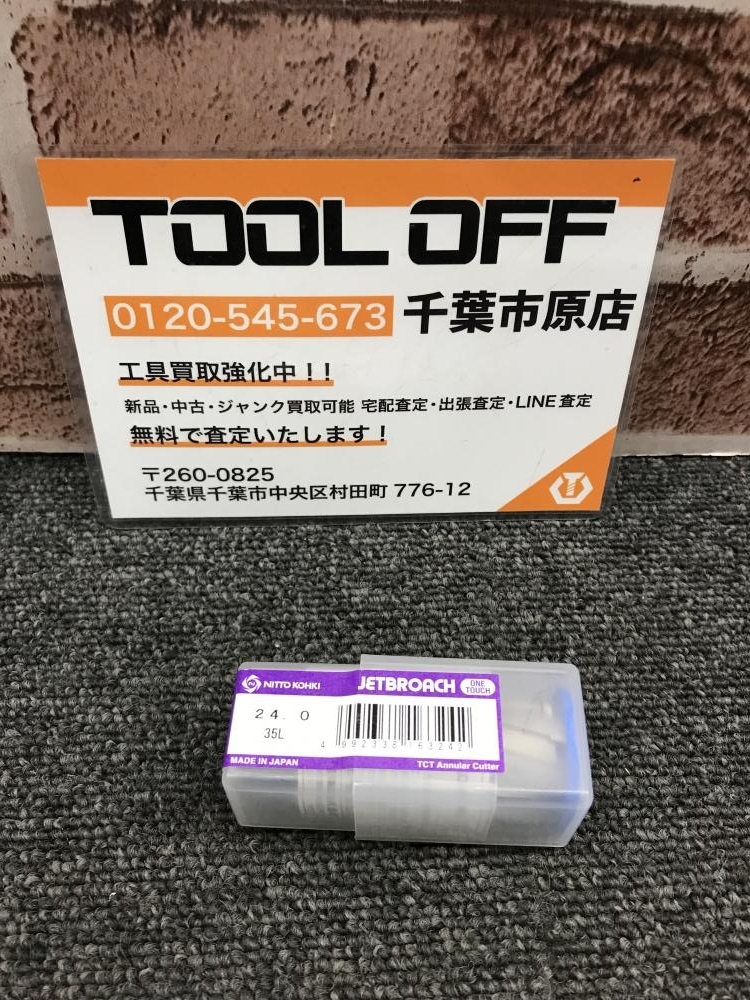 TOOL OFF
0120-545-673 千葉市原店
工具買取強化中！！
新品・中古・ジャンク買取可能 宅配査定・出張査定・LINE査定
無料で査定いたします！
〒260-0825
千葉県千葉市中央区村田町 776-12
NITTO KOHKI JETBROACH ONE TOUCH
24.0
35L
4 992338 163242
MADE IN JAPAN TCT Annular Cutter